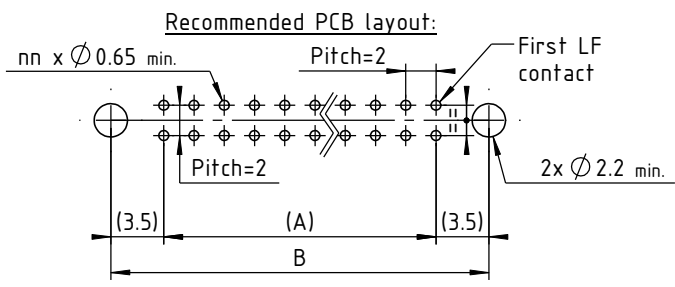 Recommended PCB layout:
nn x Ø 0.65 min.
Pitch=2
First LF
contact
=
=
Pitch=2
2x Ø 2.2 min.
(3.5)
(A)
(3.5)
B